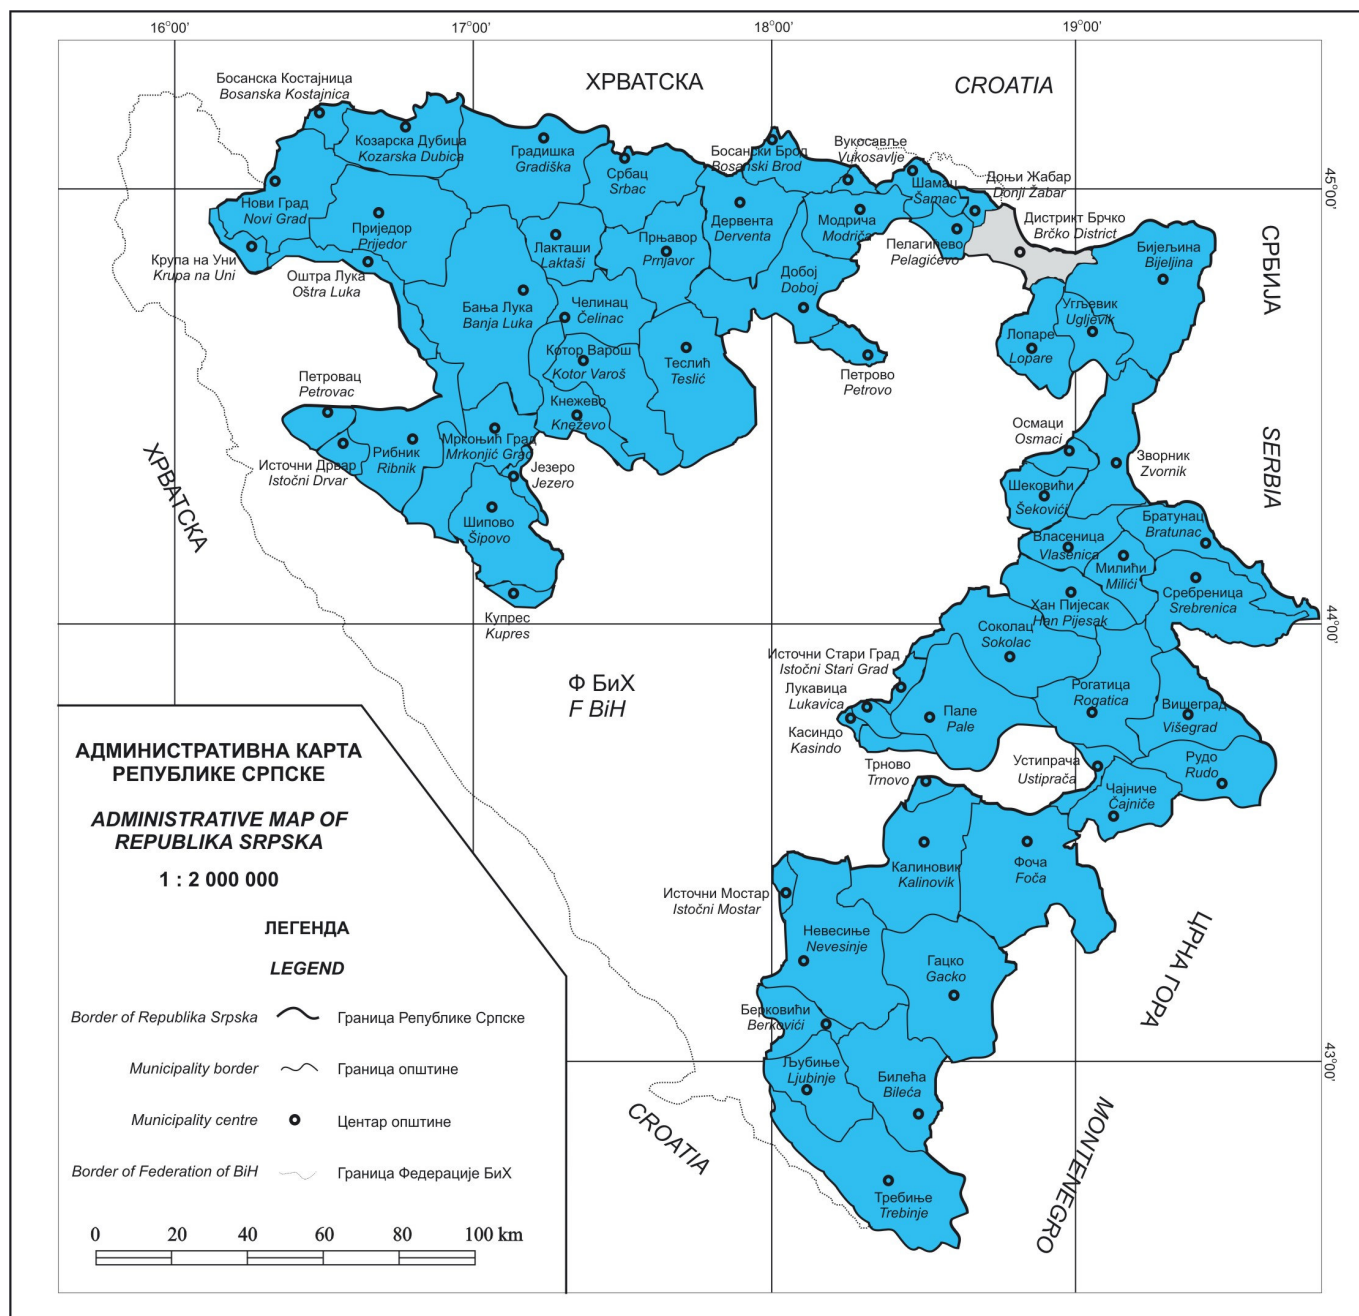 16°00'
17°00'
18°00'
19°00'
Босанска Костајница
Bosanska Kostajnica
ХРВАТСКА
CROATIA
Козарска Дубица
Kozarska Dubica
Градишка
Gradiška
Србац
Srbac
Босански Брод
Bosanski Brod
Вукосавље
Vukosavlje
Шамац
Šamac
Доњи Жабар
Donji Žabar
45°00'
Нови Град
Novi Grad
Приједор
Prijedor
Лакташи
Laktaši
Прњавор
Prnjavor
Дервента
Derventa
Модрича
Modriča
Пелагићево
Pelagićevo
Дистрикт Брчко
Brčko District
Бијељина
Bijeljina
СРБИЈА
Крупа на Уни
Krupa na Uni
Оштра Лука
Oštra Luka
Бања Лука
Banja Luka
Челинац
Čelinac
Добој
Doboj
Угљевик
Ugljevik
Лопаре
Lopare
Котор Варош
Kotor Varoš
Теслић
Teslić
Петрово
Petrovo
Петровац
Petrovac
Кнежево
Kneževo
Осмаци
Osmaci
SERBIA
ХРВАТСКА
Источни Дрвар
Istočni Drvar
Рибник
Ribnik
Мркоњић Град
Mrkonjić Grad
Језеро
Jezero
Зворник
Zvornik
Шековићи
Šekovići
Шипово
Šipovo
Братунац
Bratunac
Власеница
Vlasenica
Милићи
Milići
Сребреница
Srebrenica
Хан Пијесак
Han Pijesak
Купрес
Kupres
44°00'
Соколац
Sokolac
Источни Стари Град
Istočni Stari Grad
Ф БиХ
F BiH
Лукавица
Lukavica
Касиндо
Kasindo
Пале
Pale
Рогатица
Rogatica
Вишеград
Višegrad
Трново
Trnovo
Устипрача
Ustiprača
Рудо
Rudo
Чајниче
Čajniče
Калиновик
Kalinovik
Фоча
Foča
Источни Мостар
Istočni Mostar
Невесиње
Nevesinje
Гацко
Gacko
ЦРНА ГОРА
Берковићи
Berkovići
43°00'
Љубиње
Ljubinje
Билећа
Bileća
CROATIA
MONTENEGRO
Требиње
Trebinje
АДМИНИСТРАТИВНА КАРТА
РЕПУБЛИКЕ СРПСКЕ
ADMINISTRATIVE MAP OF
REPUBLIKA SRPSKA
1 : 2 000 000
ЛЕГЕНДА
LEGEND
Border of Republika Srpska Граница Републике Српске
Municipality border Граница општине
Municipality centre Центар општине
Border of Federation of BiH Граница Федерације БиХ
0 20 40 60 80 100 km